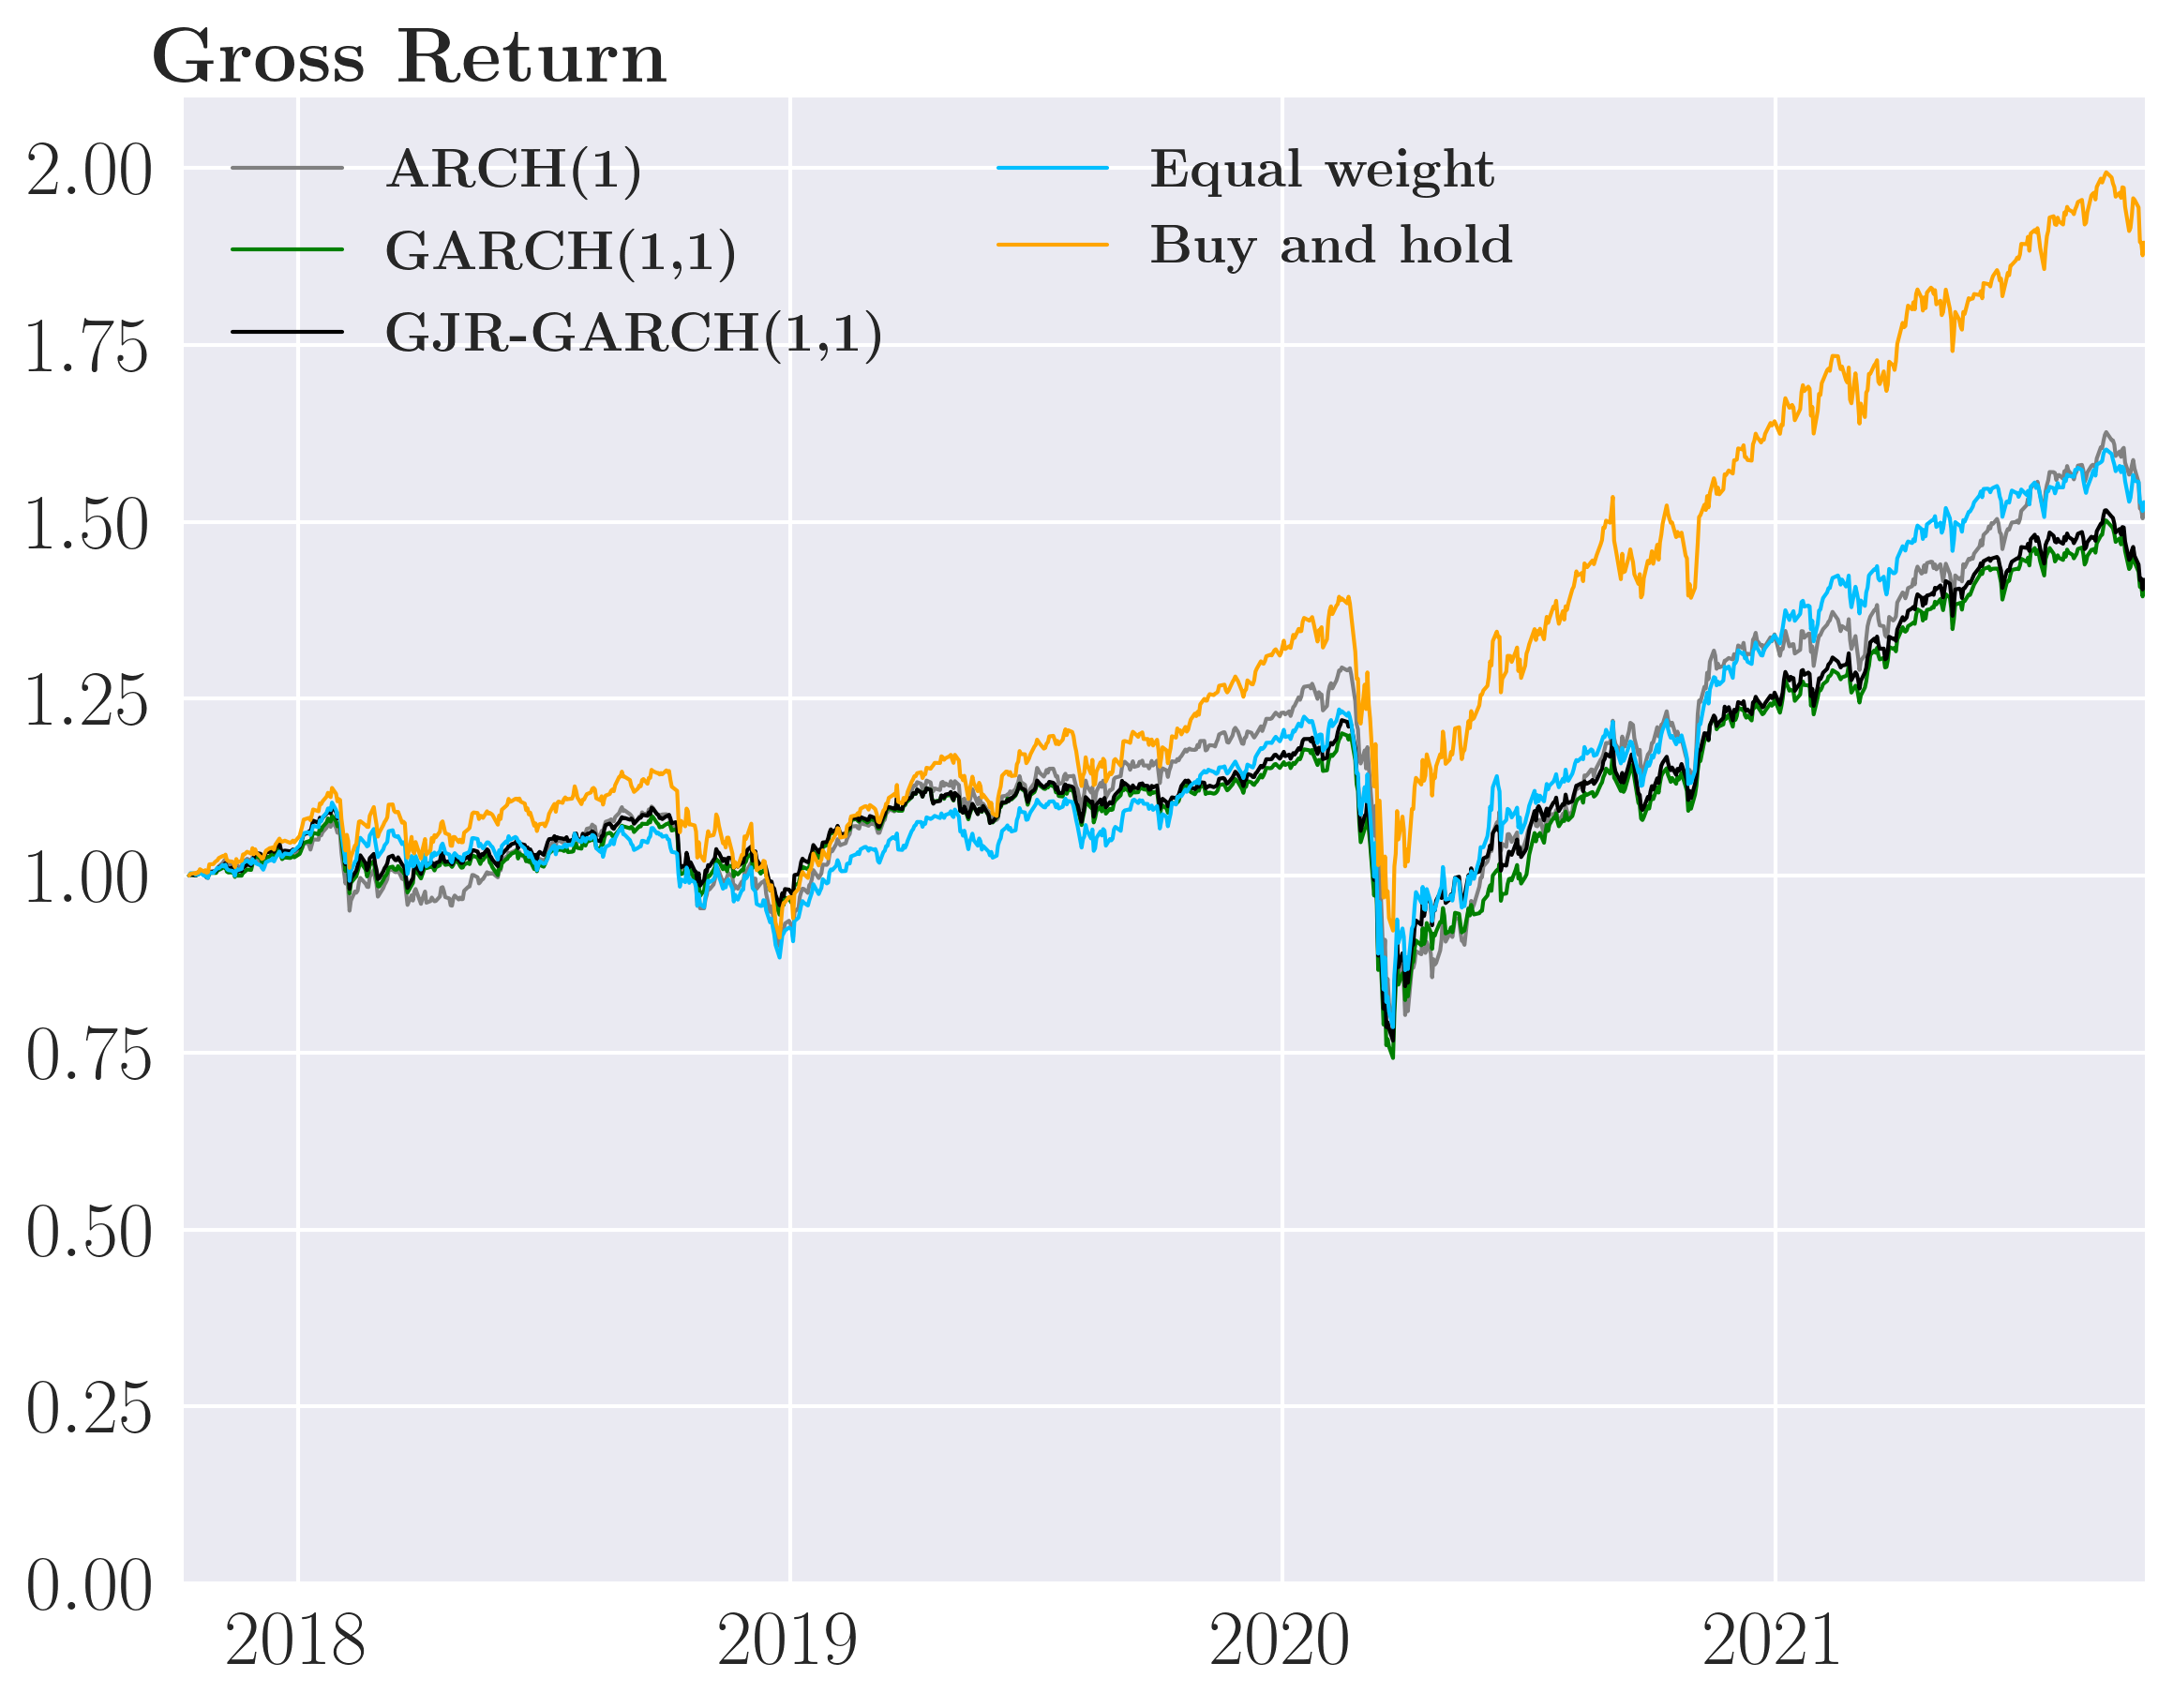 Gross Return
ARCH(1)
GARCH(1,1)
GJR-GARCH(1,1)
Equal weight
Buy and hold
2.00
1.75
1.50
1.25
1.00
0.75
0.50
0.25
0.00
2018 2019 2020 2021